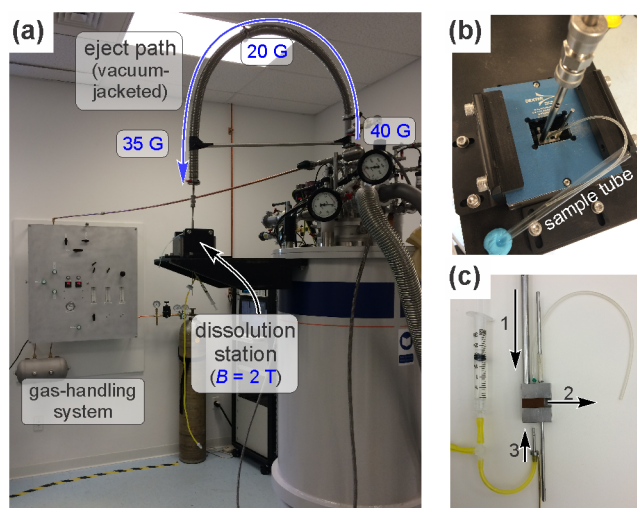 (a)
eject path
(vacuum-
jacketed)
20 G
35 G
40 G
dissolution
station
(B = 2 T)
gas-handling
system
(b)
sample tube
(c)
1
2
3